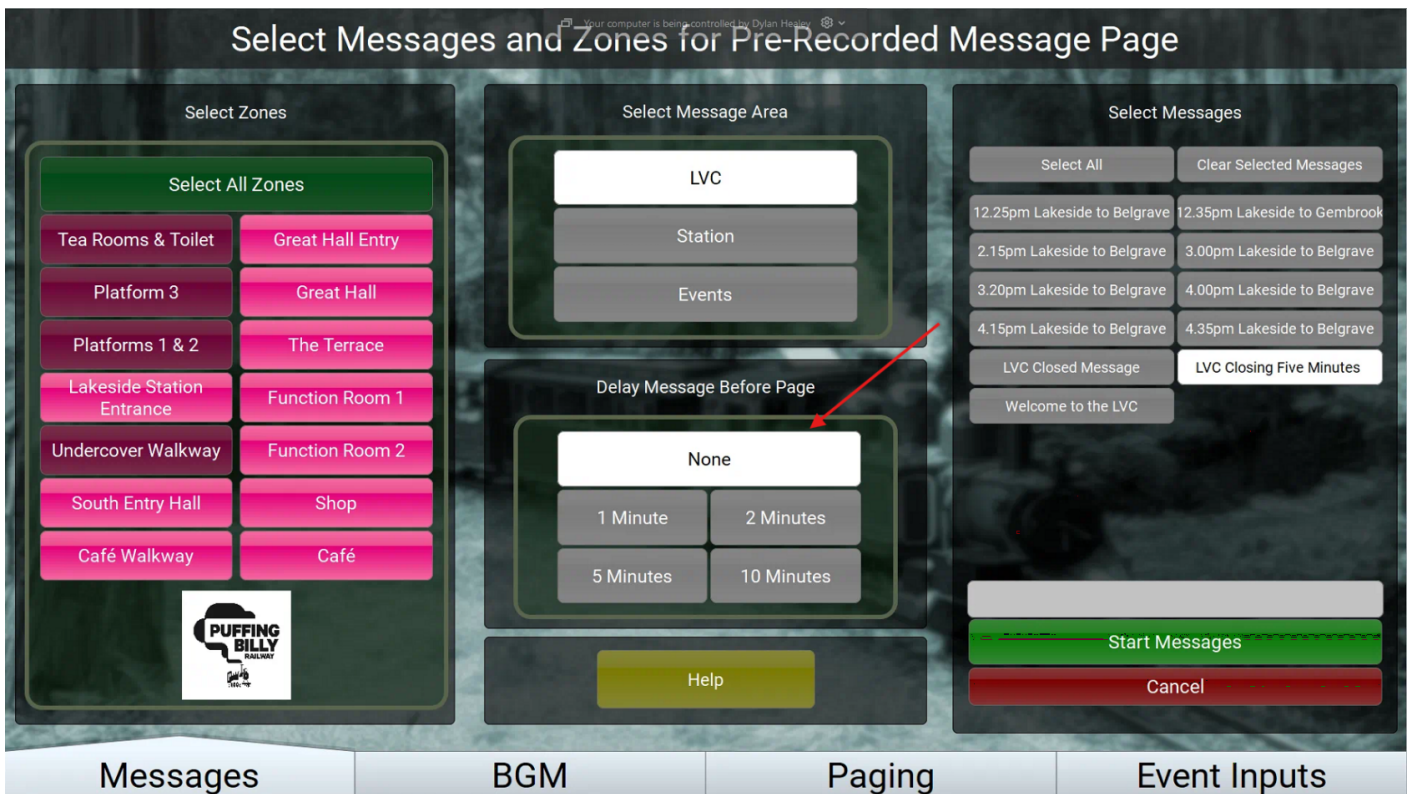 Your computer is being controlled by Dylan Healey
Select Messages and Zones for Pre-Recorded Message Page
Select Zones
Select All Zones
Tea Rooms & Toilet
Great Hall Entry
Platform 3
Great Hall
Platforms 1 & 2
The Terrace
Lakeside Station
Entrance
Function Room 1
Undercover Walkway
Function Room 2
South Entry Hall
Shop
Café Walkway
Café
PUFFING
BILLY
RAILWAY
Select Message Area
LVC
Station
Events
Delay Message Before Page
None
1 Minute
2 Minutes
5 Minutes
10 Minutes
Help
Select Messages
Select All
Clear Selected Messages
12.25pm Lakeside to Belgrave
12.35pm Lakeside to Gembrook
2.15pm Lakeside to Belgrave
3.00pm Lakeside to Belgrave
3.20pm Lakeside to Belgrave
4.00pm Lakeside to Belgrave
4.15pm Lakeside to Belgrave
4.35pm Lakeside to Belgrave
LVC Closed Message
LVC Closing Five Minutes
Welcome to the LVC
Start Messages
Cancel
Messages
BGM
Paging
Event Inputs